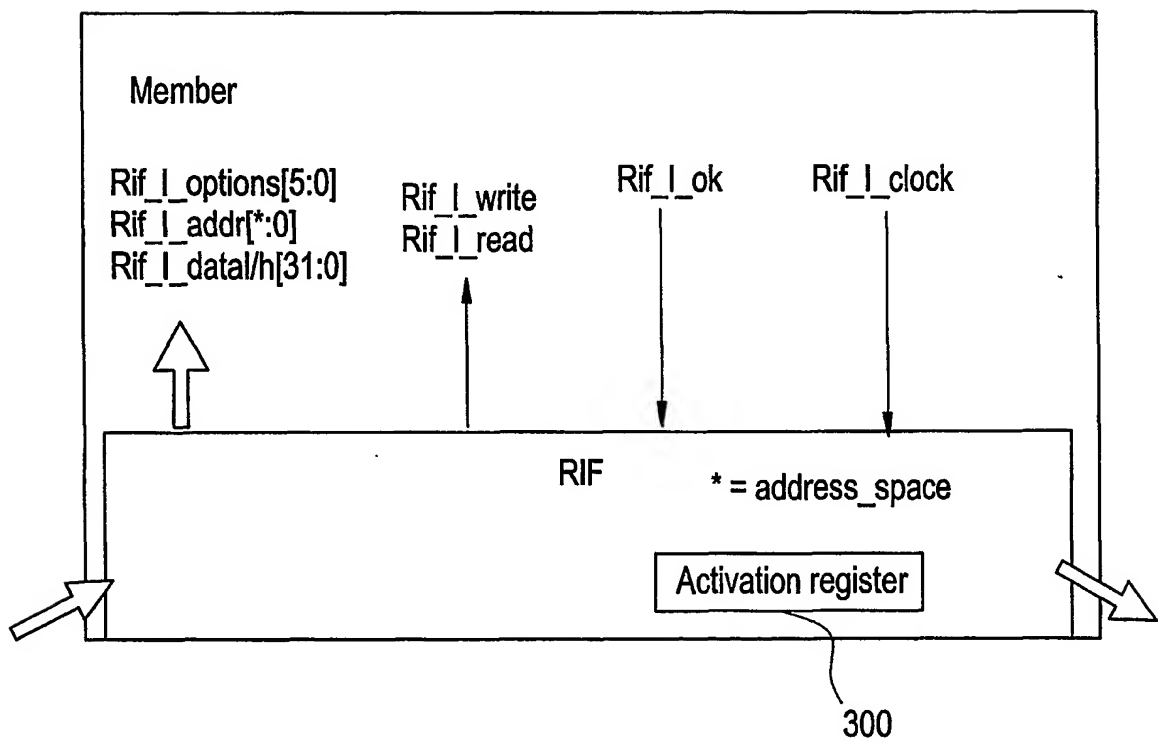 Member
Rif_I_options[5:0]
Rif_I_addr[*:0]
Rif_I_datal/h[31:0]
Rif_I_write
Rif_I_read
Rif_I_ok
Rif_I_clock
RIF
* = address_space
Activation register
300